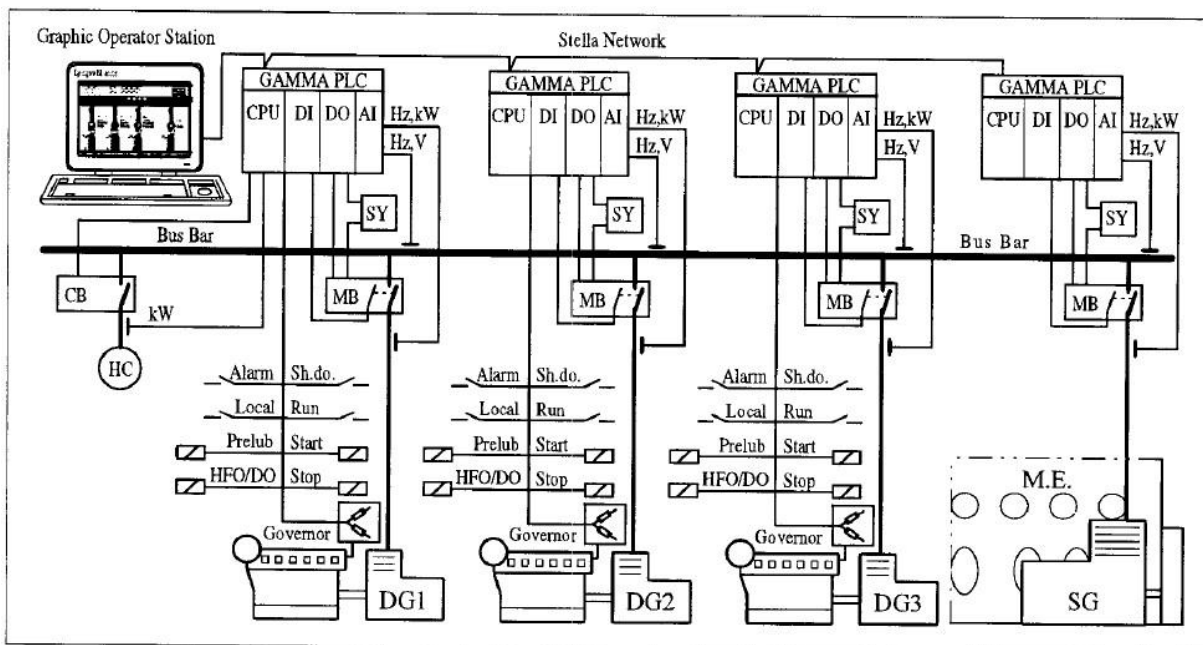 Graphic Operator Station
Stella Network
GAMMA PLC
CPU DI DO AI
Hz,kW
Hz,V
SY
GAMMA PLC
CPU DI DO AI
Hz,kW
Hz,V
SY
GAMMA PLC
CPU DI DO AI
Hz,kW
Hz,V
SY
GAMMA PLC
CPU DI DO AI
Hz,kW
Hz,V
SY
Bus Bar
Bus Bar
CB
kW
HC
MB
MB
MB
MB
Alarm Sh.do.
Local Run
Prelub Start
HFO/DO Stop
Governor
DG1
Alarm Sh.do.
Local Run
Prelub Start
HFO/DO Stop
Governor
DG2
Alarm Sh.do.
Local Run
Prelub Start
HFO/DO Stop
Governor
DG3
M.E.
SG